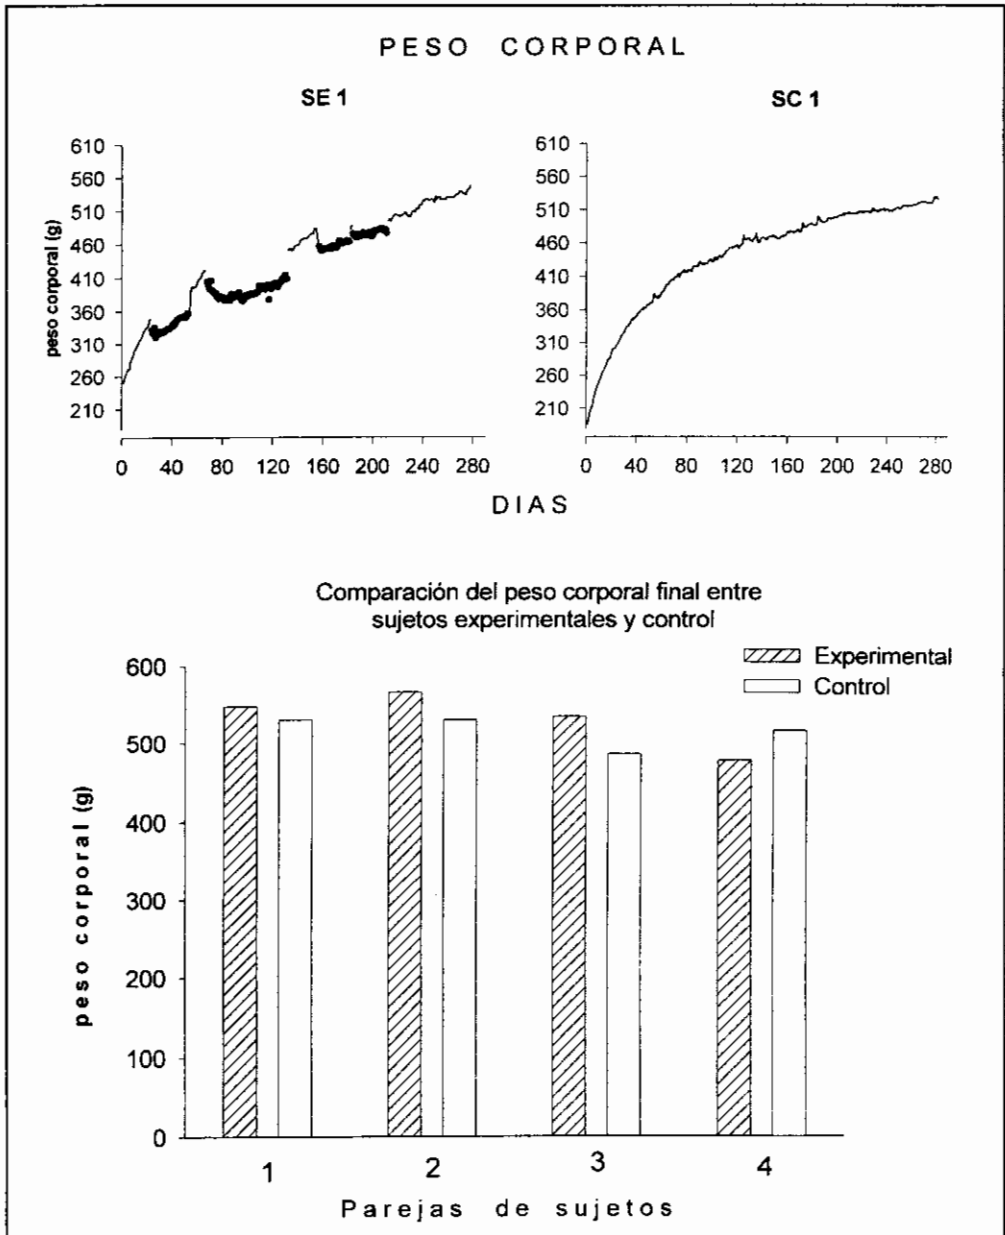 PESO CORPORAL
SE 1
SC 1
peso corporal (g)
610
560
510
460
410
360
310
260
210
0 40 80 120 160 200 240 280
610
560
510
460
410
360
310
260
210
0 40 80 120 160 200 240 280
DIAS
Comparación del peso corporal final entre
sujetos experimentales y control
Experimental
Control
peso corporal (g)
600
500
400
300
200
100
0
1 2 3 4
Parejas de sujetos